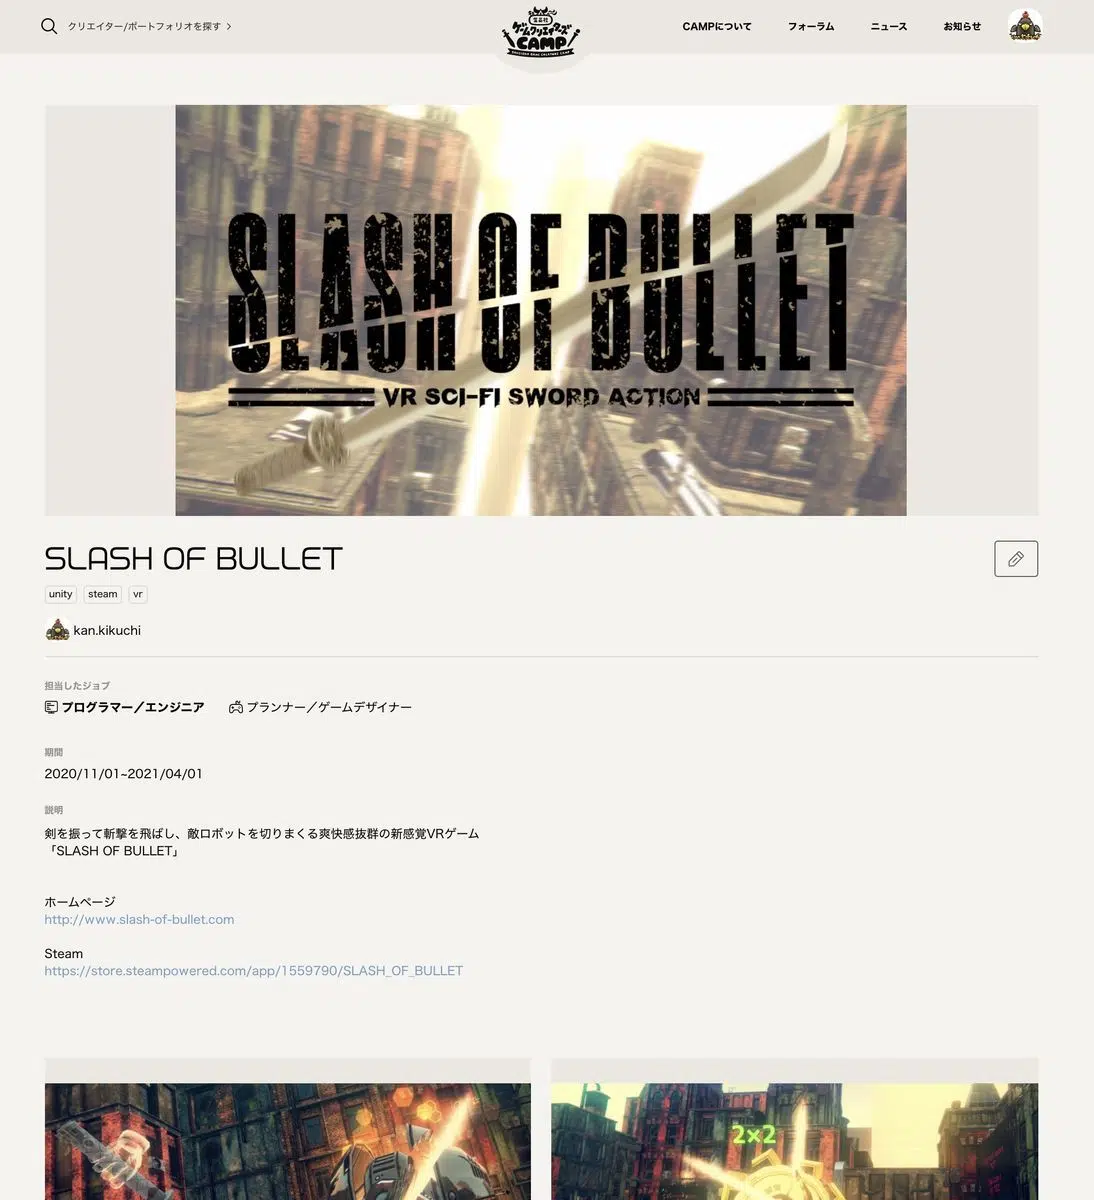 クリエイター/ポートフォリオを探す
集英社
ゲームクリエイターズ
CAMP
CAMPについて
フォーラム
ニュース
お知らせ
SLASH OF BULLET
VR SCI-FI SWORD ACTION
SLASH OF BULLET
unity
steam
vr
kan.kikuchi
担当したジョブ
プログラマー／エンジニア
プランナー／ゲームデザイナー
期間
2020/11/01~2021/04/01
説明
剣を振って斬撃を飛ばし、敵ロボットを切りまくる爽快感抜群の新感覚VRゲーム
「SLASH OF BULLET」
ホームページ
http://www.slash-of-bullet.com
Steam
https://store.steampowered.com/app/1559790/SLASH_OF_BULLET
2×2